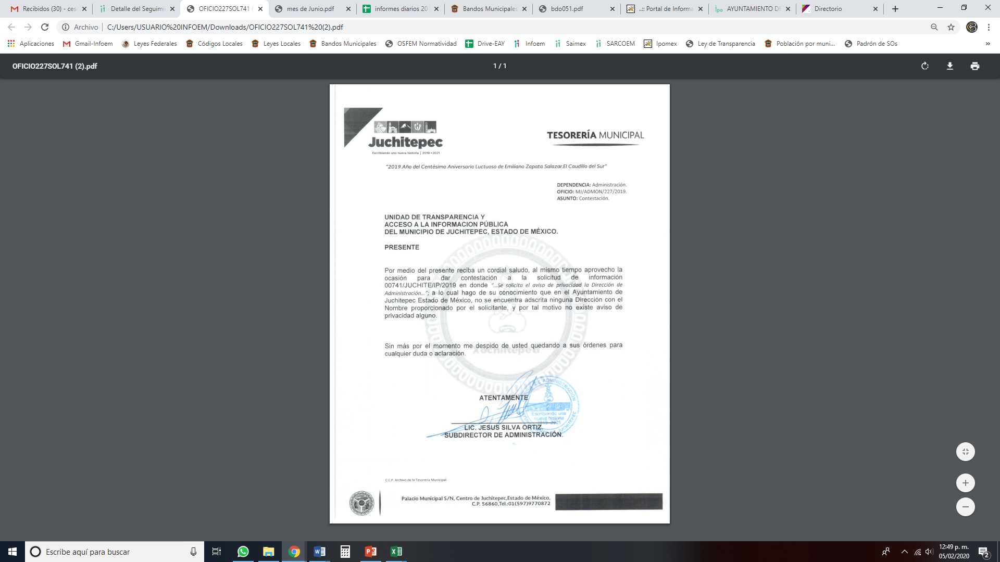 Recibidos (30) - ces
Detalle del Seguimi
OFICIO227SOL741 (
mes de Junio.pdf
informes diarios 201
Bandos Municipales
bdo051.pdf
..:: Portal de Informa
AYUNTAMIENTO DE
Directorio
Archivo
C:/Users/USUARIO%20INFOEM/Downloads/OFICIO227SOL741%20(2).pdf
Aplicaciones
Gmail-Infoem
Leyes Federales
Códigos Locales
Leyes Locales
Bandos Municipales
OSFEM Normatividad
Drive-EAY
Infoem
Saimex
SARCOEM
Ipomex
Ley de Transparencia
Población por muni...
Padrón de SOs
»
OFICIO227SOL741 (2).pdf
1 / 1
Juchitepec
Escribiendo una nueva historia | 2019 • 2021
TESORERÍA MUNICIPAL
"2019.Año del Centésimo Aniversario Luctuoso de Emiliano Zapata Salazar.El Caudillo del Sur"
DEPENDENCIA: Administración.
OFICIO: MJ/ADMON/227/2019.
ASUNTO: Contestación.
UNIDAD DE TRANSPARENCIA Y
ACCESO A LA INFORMACION PÚBLICA
DEL MUNICIPIO DE JUCHITEPEC, ESTADO DE MÉXICO.
PRESENTE
Por medio del presente reciba un cordial saludo, al mismo tiempo aprovecho la
ocasión para dar contestación a la solicitud de información
00741/JUCHITE/IP/2019 en donde "...Se solicita el aviso de privacidad la Dirección de
Administración..."; a lo cual hago de su conocimiento que en el Ayuntamiento de
Juchitepec Estado de México, no se encuentra adscrita ninguna Dirección con el
Nombre proporcionado por el solicitante, y por tal motivo no existe aviso de
privacidad alguno.
Sin más por el momento me despido de usted quedando a sus órdenes para
cualquier duda o aclaración.
Xochiltepetl
ATENTAMENTE
DE ADMINISTRACIÓN
Escribiendo una
nueva historia
2019 2021
JUCHITEPEC
LIC. JESUS SILVA ORTIZ.
SUBDIRECTOR DE ADMINISTRACIÓN.
C.C.P. Archivo de la Tesorería Municipal.
Palacio Municipal S/N, Centro de Juchitepec,Estado de México,
C.P. 56860,Tel.:01(597)9770872
Escribe aquí para buscar
12:49 p. m.
05/02/2020
2